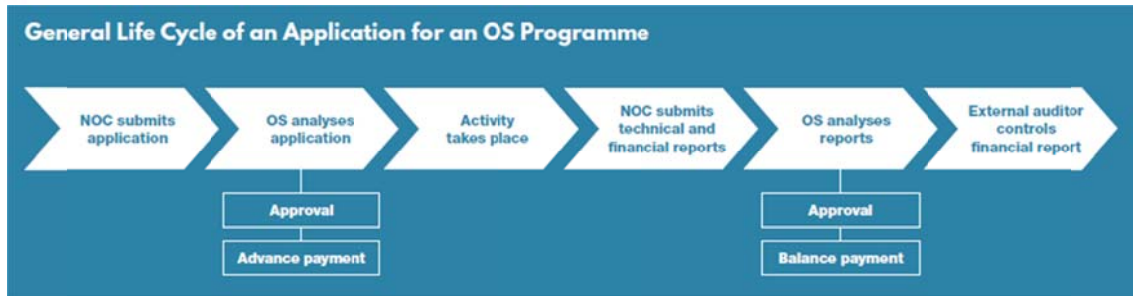 General Life Cycle of an Application for an OS Programme
NOC submits
application
OS analyses
application
Activity
takes place
NOC submits
technical and
financial reports
OS analyses
reports
External auditor
controls
financial report
Approval
Advance payment
Approval
Balance payment